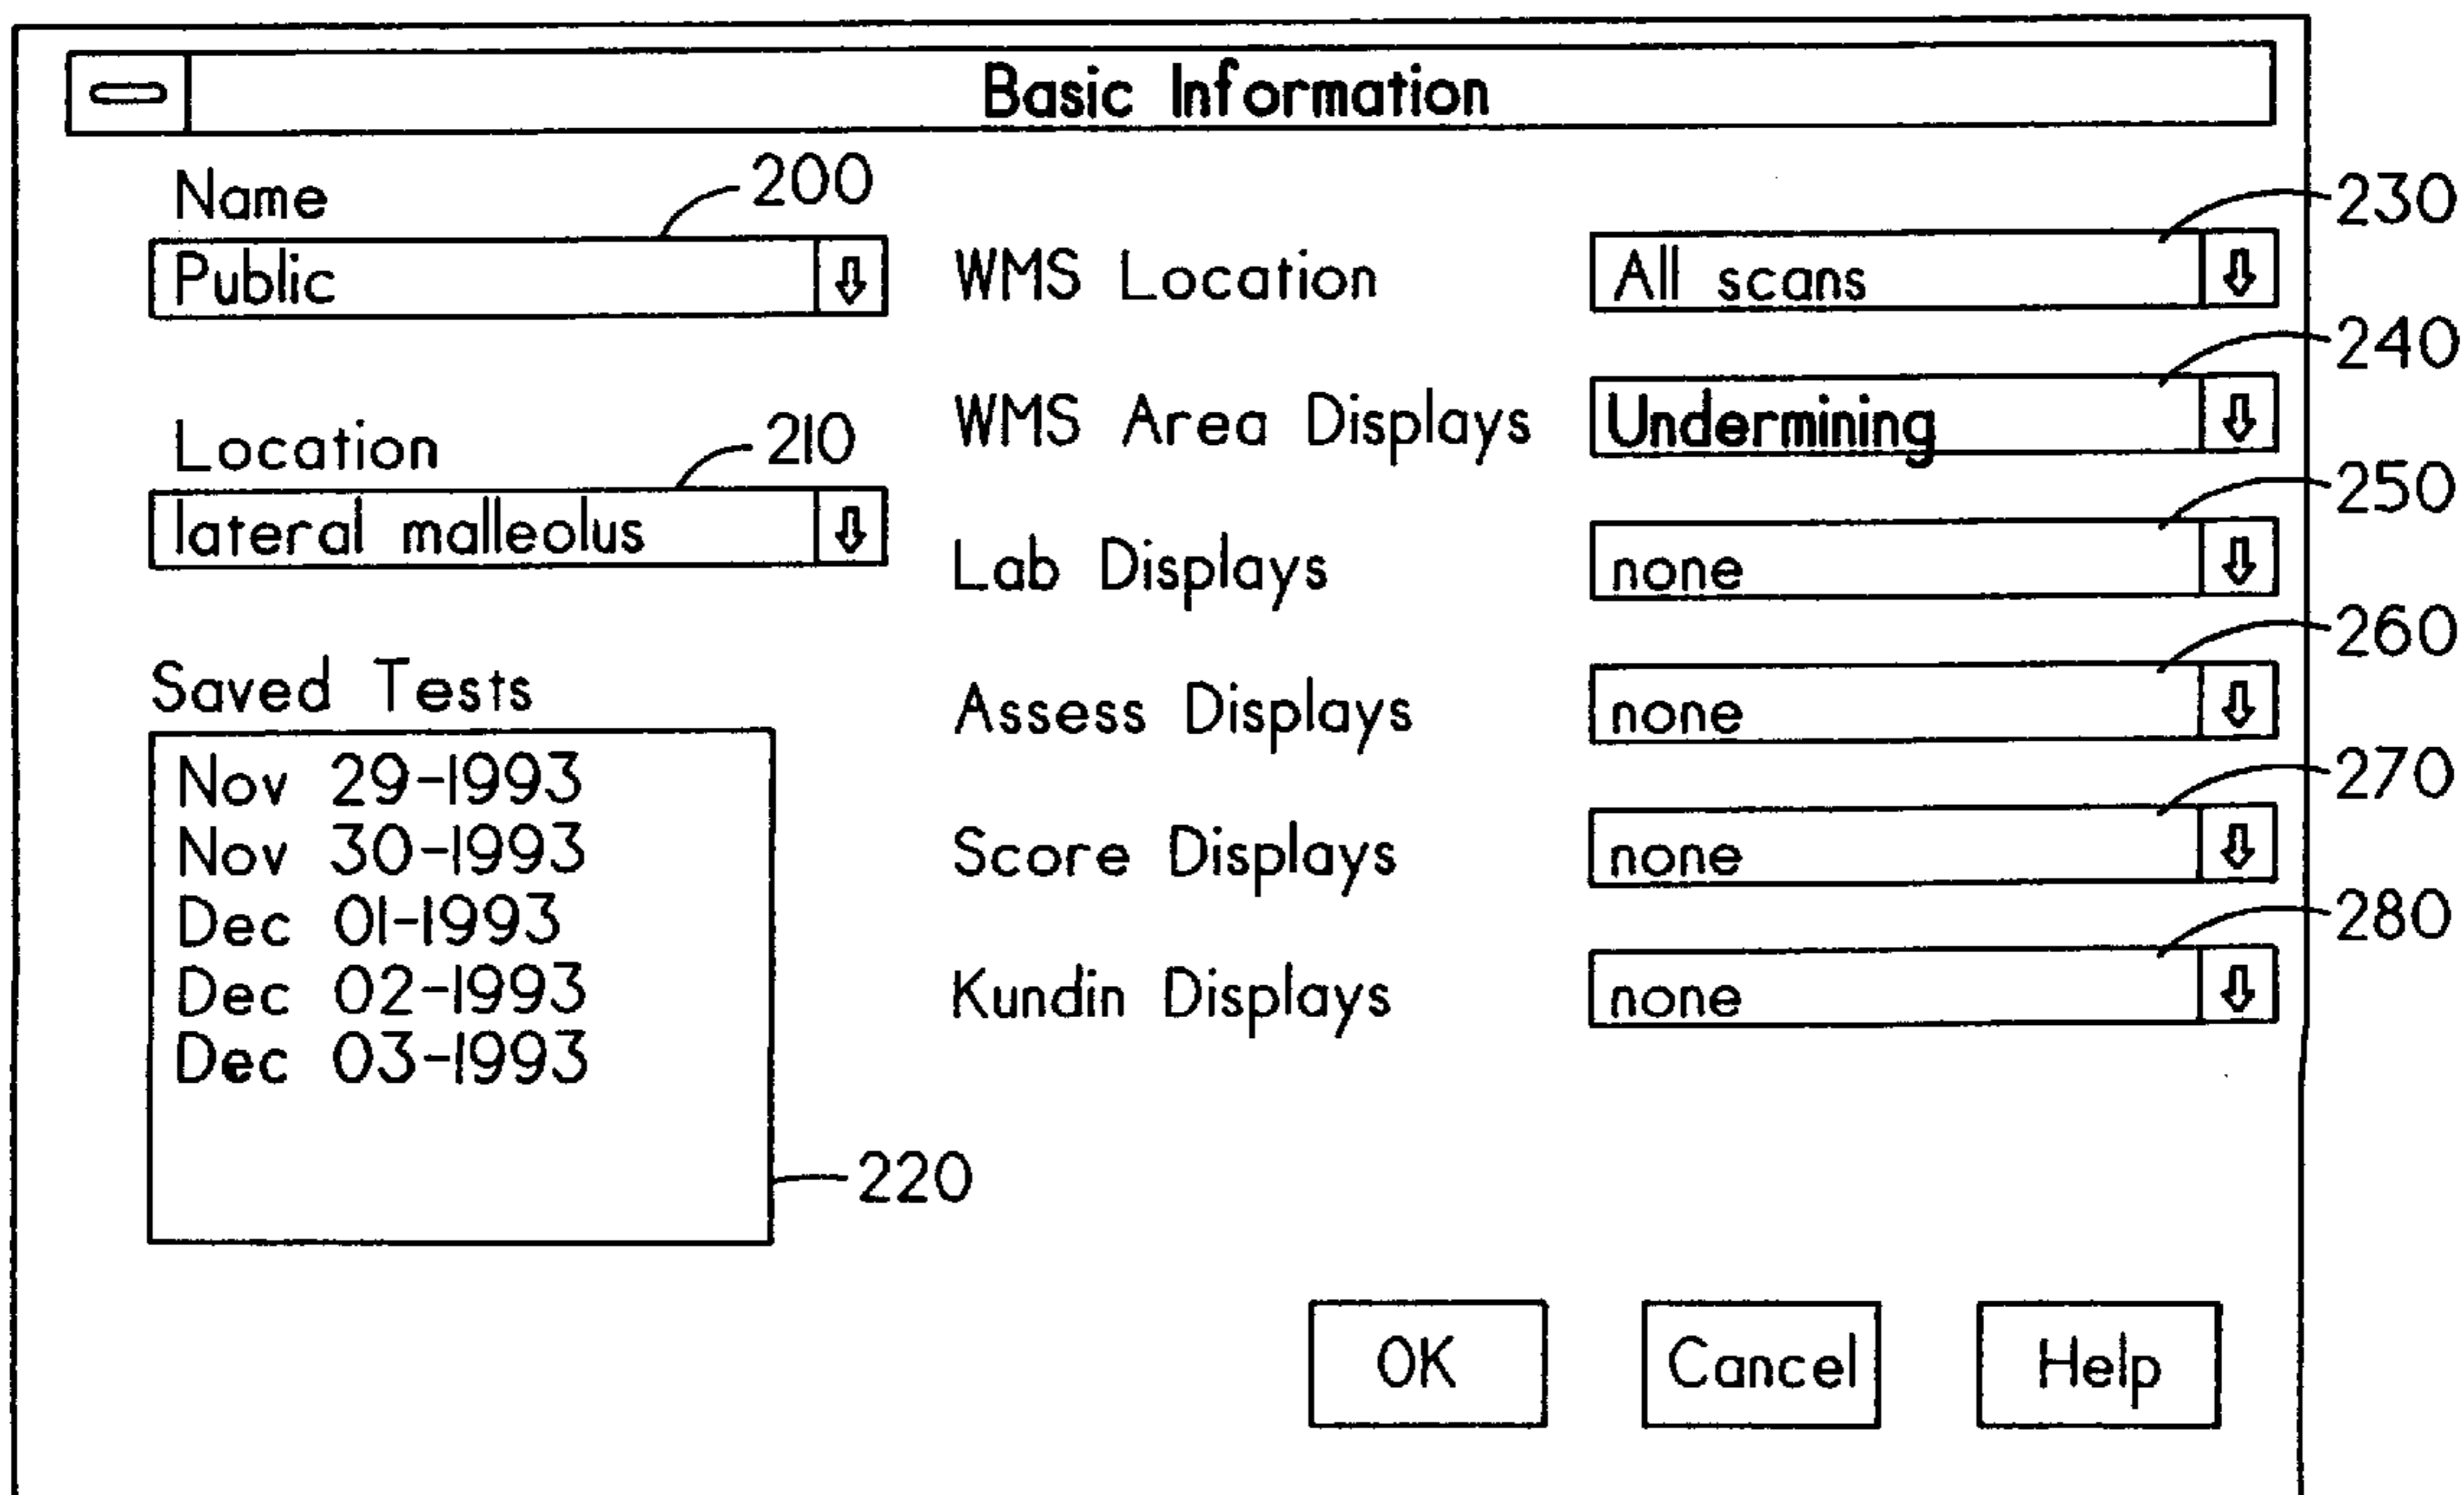 Basic Information
Name
200
Public
Location
210
lateral malleolus
Saved Tests
Nov 29-1993
Nov 30-1993
Dec 01-1993
Dec 02-1993
Dec 03-1993
220
WMS Location
All scans
230
WMS Area Displays
Undermining
240
Lab Displays
none
250
Assess Displays
none
260
Score Displays
none
270
Kundin Displays
none
280
OK
Cancel
Help